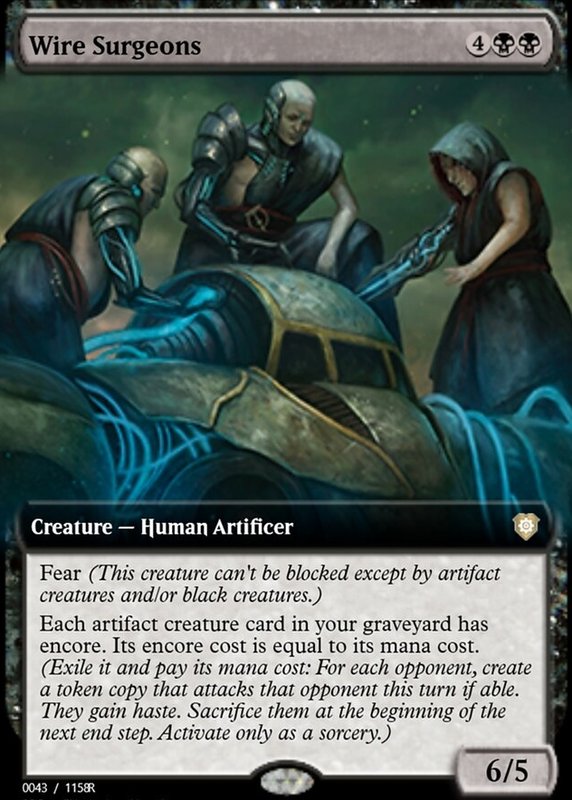 Wire Surgeons
4
Creature — Human Artificer
Fear (This creature can't be blocked except by artifact
creatures and/or black creatures.)
Each artifact creature card in your graveyard has
encore. Its encore cost is equal to its mana cost.
(Exile it and pay its mana cost: For each opponent, create
a token copy that attacks that opponent this turn if able.
They gain haste. Sacrifice them at the beginning of the
next end step. Activate only as a sorcery.)
6/5
0043 / 1158R